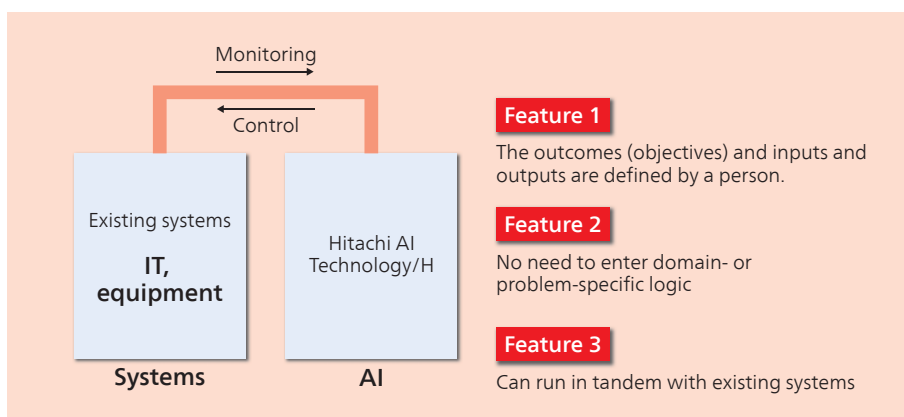 Monitoring
Control
Existing systems
IT,
equipment
Systems
Hitachi AI
Technology/H
AI
Feature 1
The outcomes (objectives) and inputs and
outputs are defined by a person.
Feature 2
No need to enter domain- or
problem-specific logic
Feature 3
Can run in tandem with existing systems